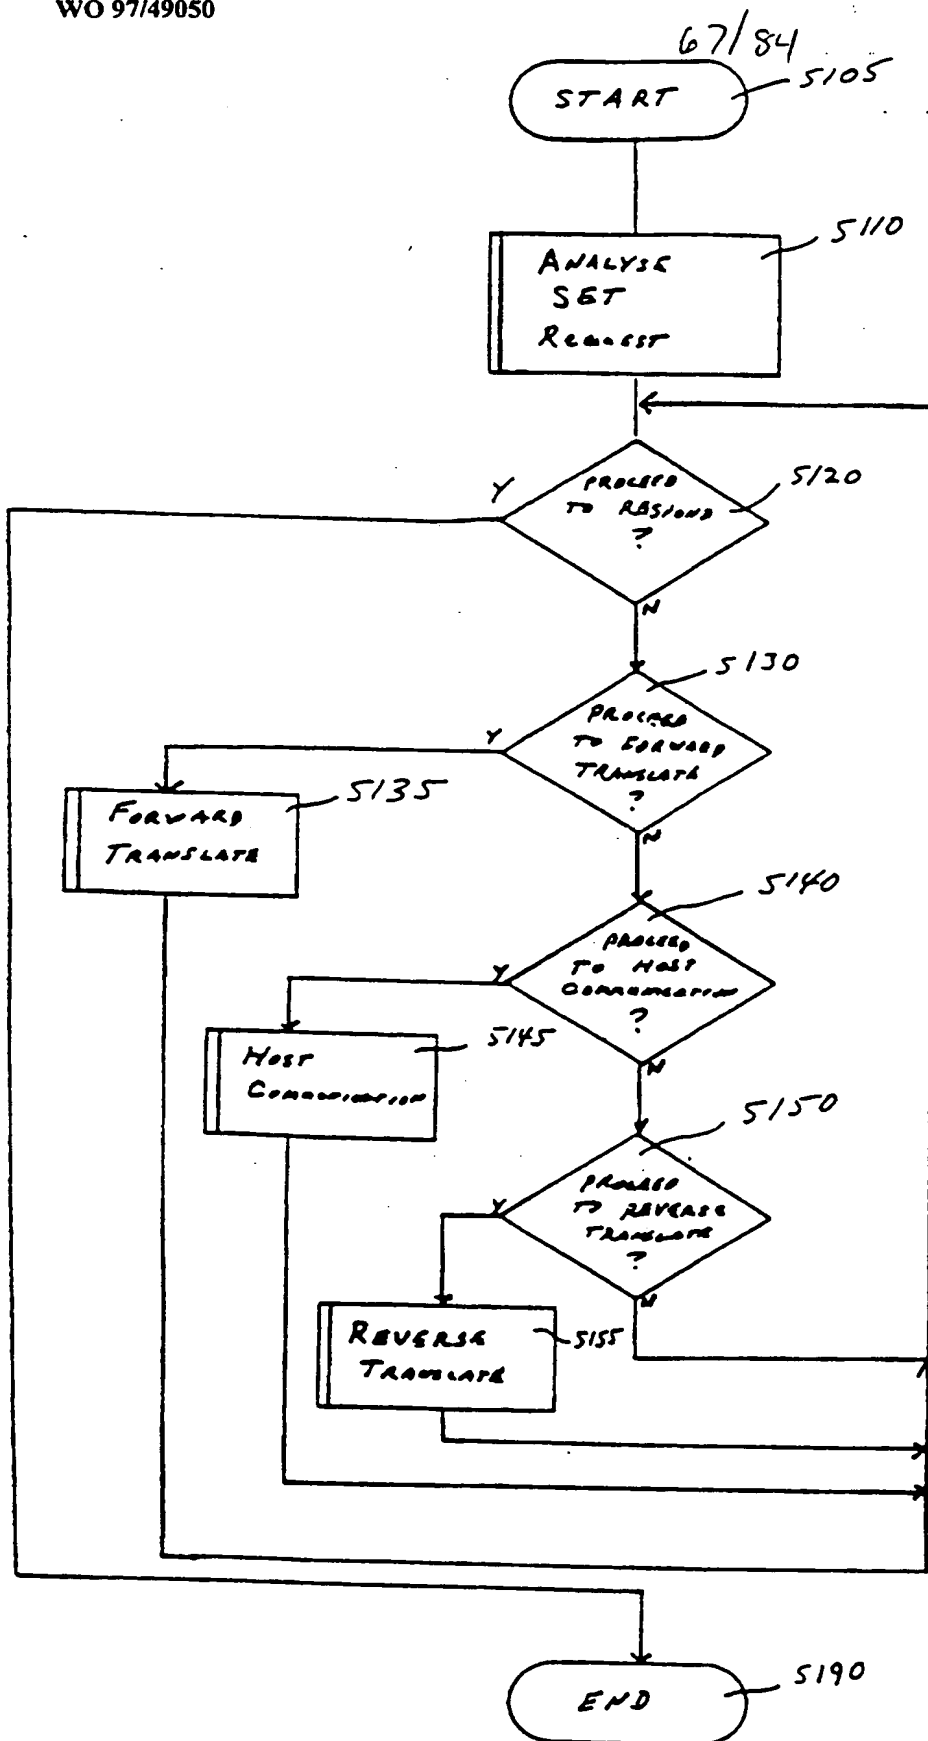 WO 97/49050
67/84
START
5105
5110
ANALYSE
SET
REQUEST
5120
Y
PROCEED
TO RESPOND
?
N
5130
Y
PROCEED
TO FORWARD
TRANSLATE
?
N
5135
FORWARD
TRANSLATE
5140
Y
PROCEED
TO HOST
COMMUNICATION
?
N
5145
HOST
COMMUNICATION
5150
Y
PROCEED
TO REVERSE
TRANSLATE
?
N
REVERSE
TRANSLATE
5155
END
5190